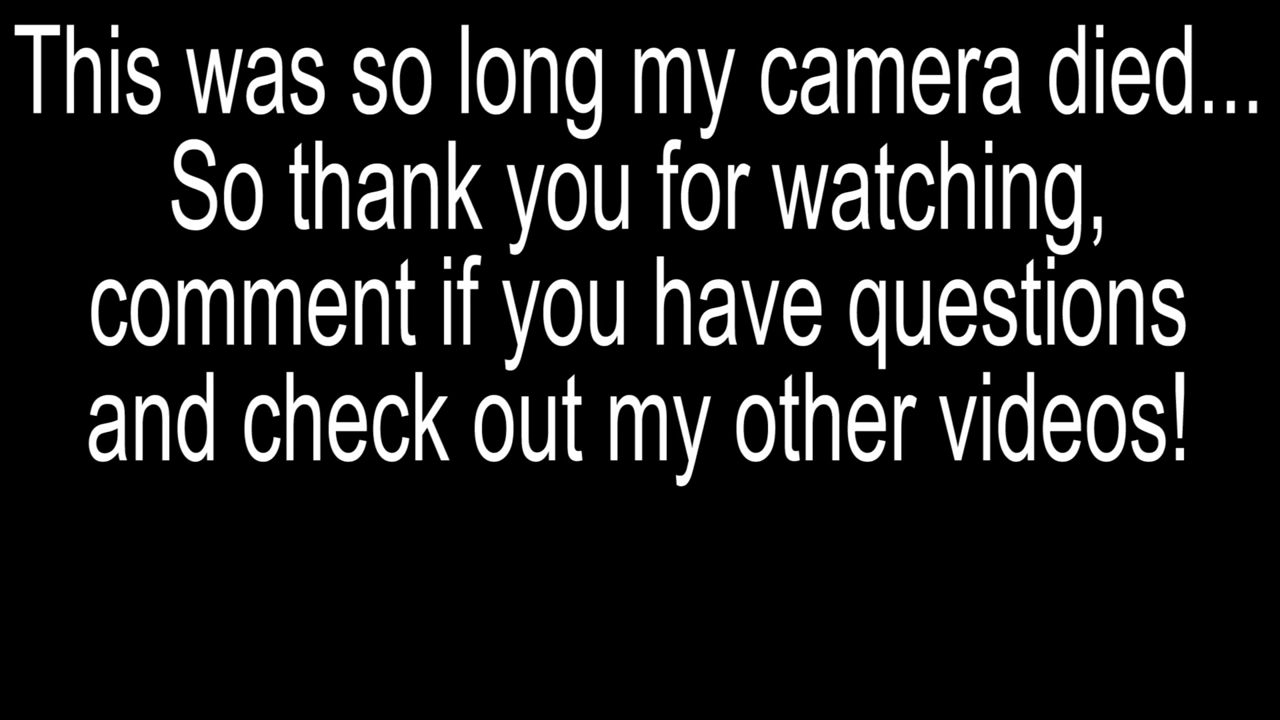 This was so long my camera died...
So thank you for watching,
comment if you have questions
and check out my other videos!